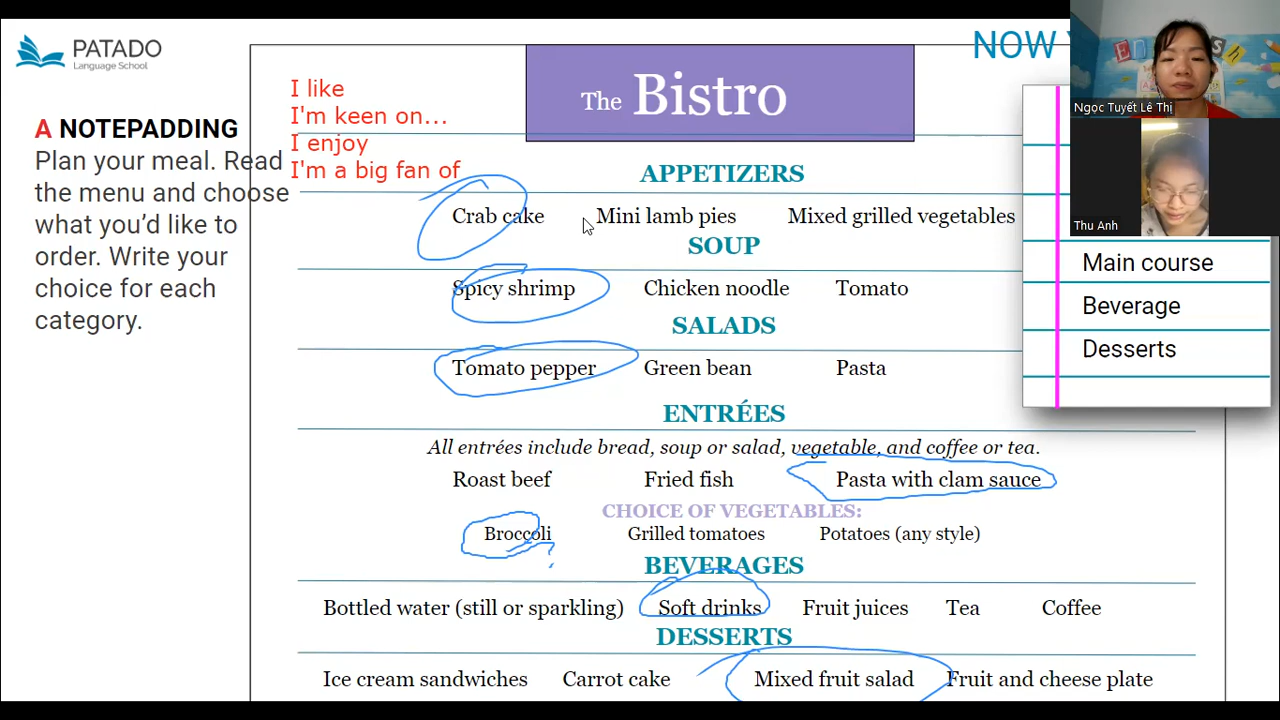 PATADO
Language School
NOW
A NOTEPADDING
Plan your meal. Read
the menu and choose
what you’d like to
order. Write your
choice for each
category.
I like
I'm keen on...
I enjoy
I'm a big fan of
The Bistro
APPETIZERS
Crab cake Mini lamb pies Mixed grilled vegetables
SOUP
Spicy shrimp Chicken noodle Tomato
SALADS
Tomato pepper Green bean Pasta
ENTRÉES
All entrées include bread, soup or salad, vegetable, and coffee or tea.
Roast beef Fried fish Pasta with clam sauce
CHOICE OF VEGETABLES:
Broccoli Grilled tomatoes Potatoes (any style)
BEVERAGES
Bottled water (still or sparkling) Soft drinks Fruit juices Tea Coffee
DESSERTS
Ice cream sandwiches Carrot cake Mixed fruit salad Fruit and cheese plate
Main course
Beverage
Desserts
Ngọc Tuyết Lê Thị
Thu Anh